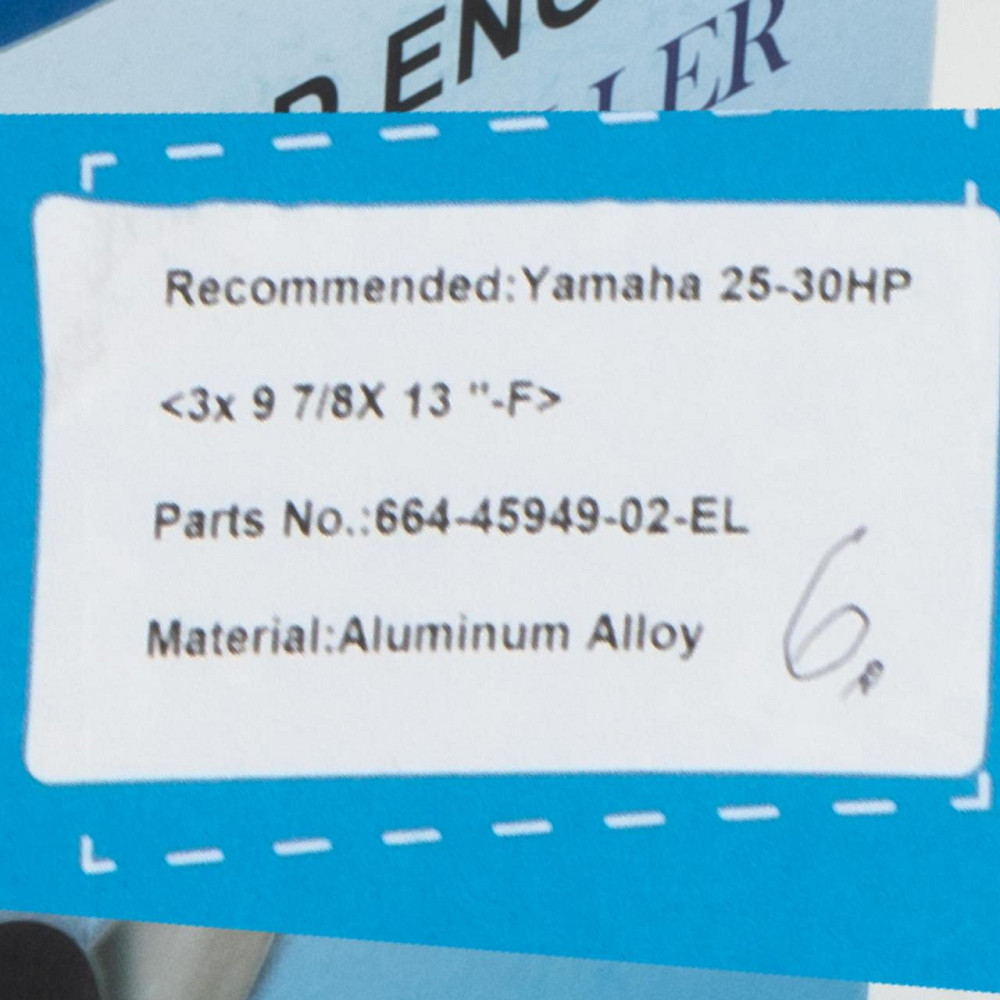 Recommended:Yamaha 25-30HP
<3x 9 7/8X 13 "-F>
Parts No.:664-45949-02-EL
Material:Aluminum Alloy
6.